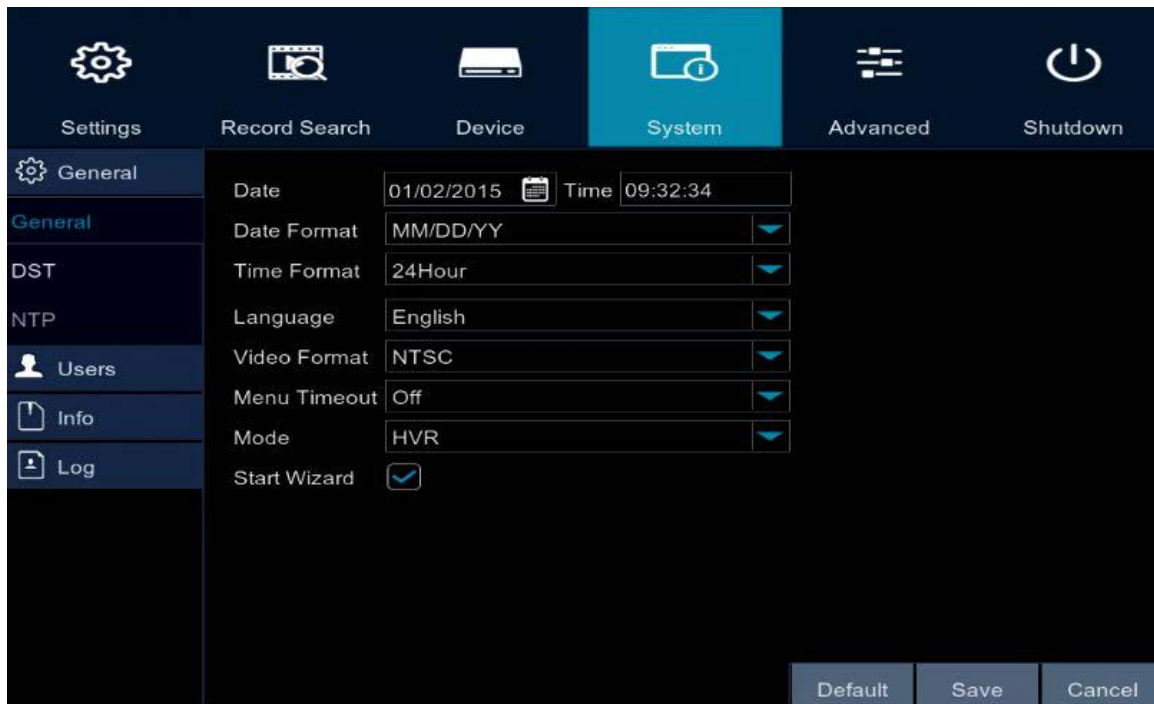 Settings Record Search Device System Advanced Shutdown
General
General
DST
NTP
Users
Info
Log
Date 01/02/2015 Time 09:32:34
Date Format MM/DD/YY
Time Format 24Hour
Language English
Video Format NTSC
Menu Timeout Off
Mode HVR
Start Wizard
Default Save Cancel